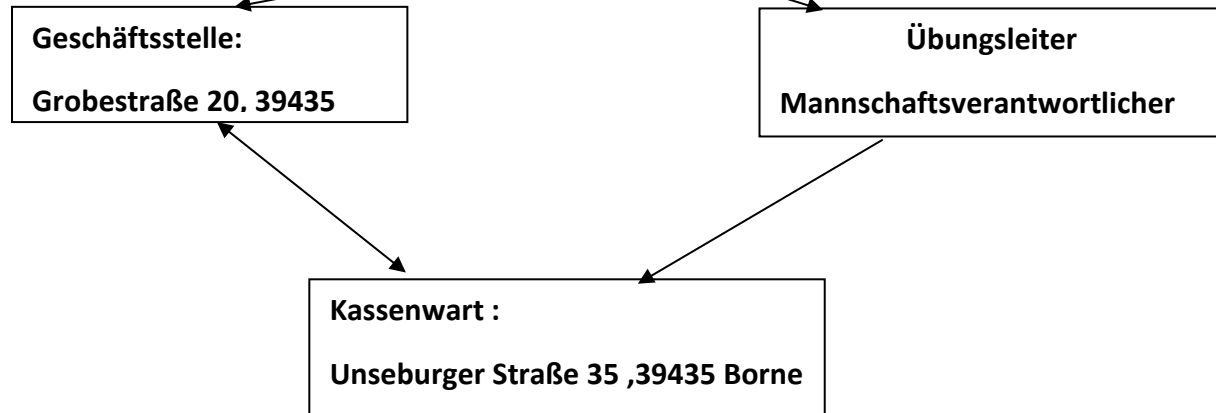 Geschäftsstelle:
Grobestraße 20, 39435
Übungsleiter
Mannschaftsverantwortlicher
Kassenwart :
Unseburger Straße 35 ,39435 Borne